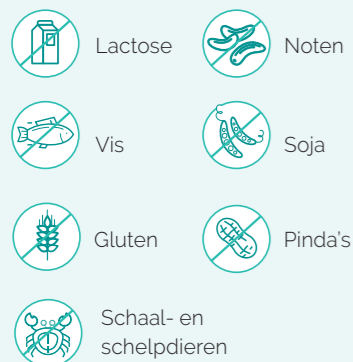 Lactose
Noten
Vis
Soja
Gluten
Pinda's
Schaal- en
schelpdieren